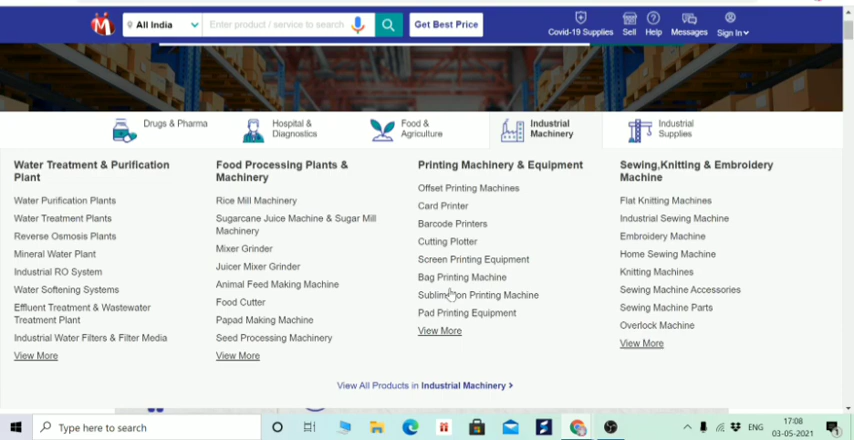 All India
Enter product / service to search
Get Best Price
Covid-19 Supplies
Sell
Help
Messages
Sign In
Drugs & Pharma
Hospital &
Diagnostics
Food &
Agriculture
Industrial
Machinery
Industrial
Supplies
Water Treatment & Purification
Plant
Water Purification Plants
Water Treatment Plants
Reverse Osmosis Plants
Mineral Water Plant
Industrial RO System
Water Softening Systems
Effluent Treatment & Wastewater
Treatment Plant
Industrial Water Filters & Filter Media
View More
Food Processing Plants &
Machinery
Rice Mill Machinery
Sugarcane Juice Machine & Sugar Mill
Machinery
Mixer Grinder
Juicer Mixer Grinder
Animal Feed Making Machine
Food Cutter
Papad Making Machine
Seed Processing Machinery
View More
Printing Machinery & Equipment
Offset Printing Machines
Card Printer
Barcode Printers
Cutting Plotter
Screen Printing Equipment
Bag Printing Machine
Sublimation Printing Machine
Pad Printing Equipment
View More
Sewing,Knitting & Embroidery
Machine
Flat Knitting Machines
Industrial Sewing Machine
Embroidery Machine
Home Sewing Machine
Knitting Machines
Sewing Machine Accessories
Sewing Machine Parts
Overlock Machine
View More
View All Products in Industrial Machinery >
Type here to search
ENG
17:08
03-05-2021